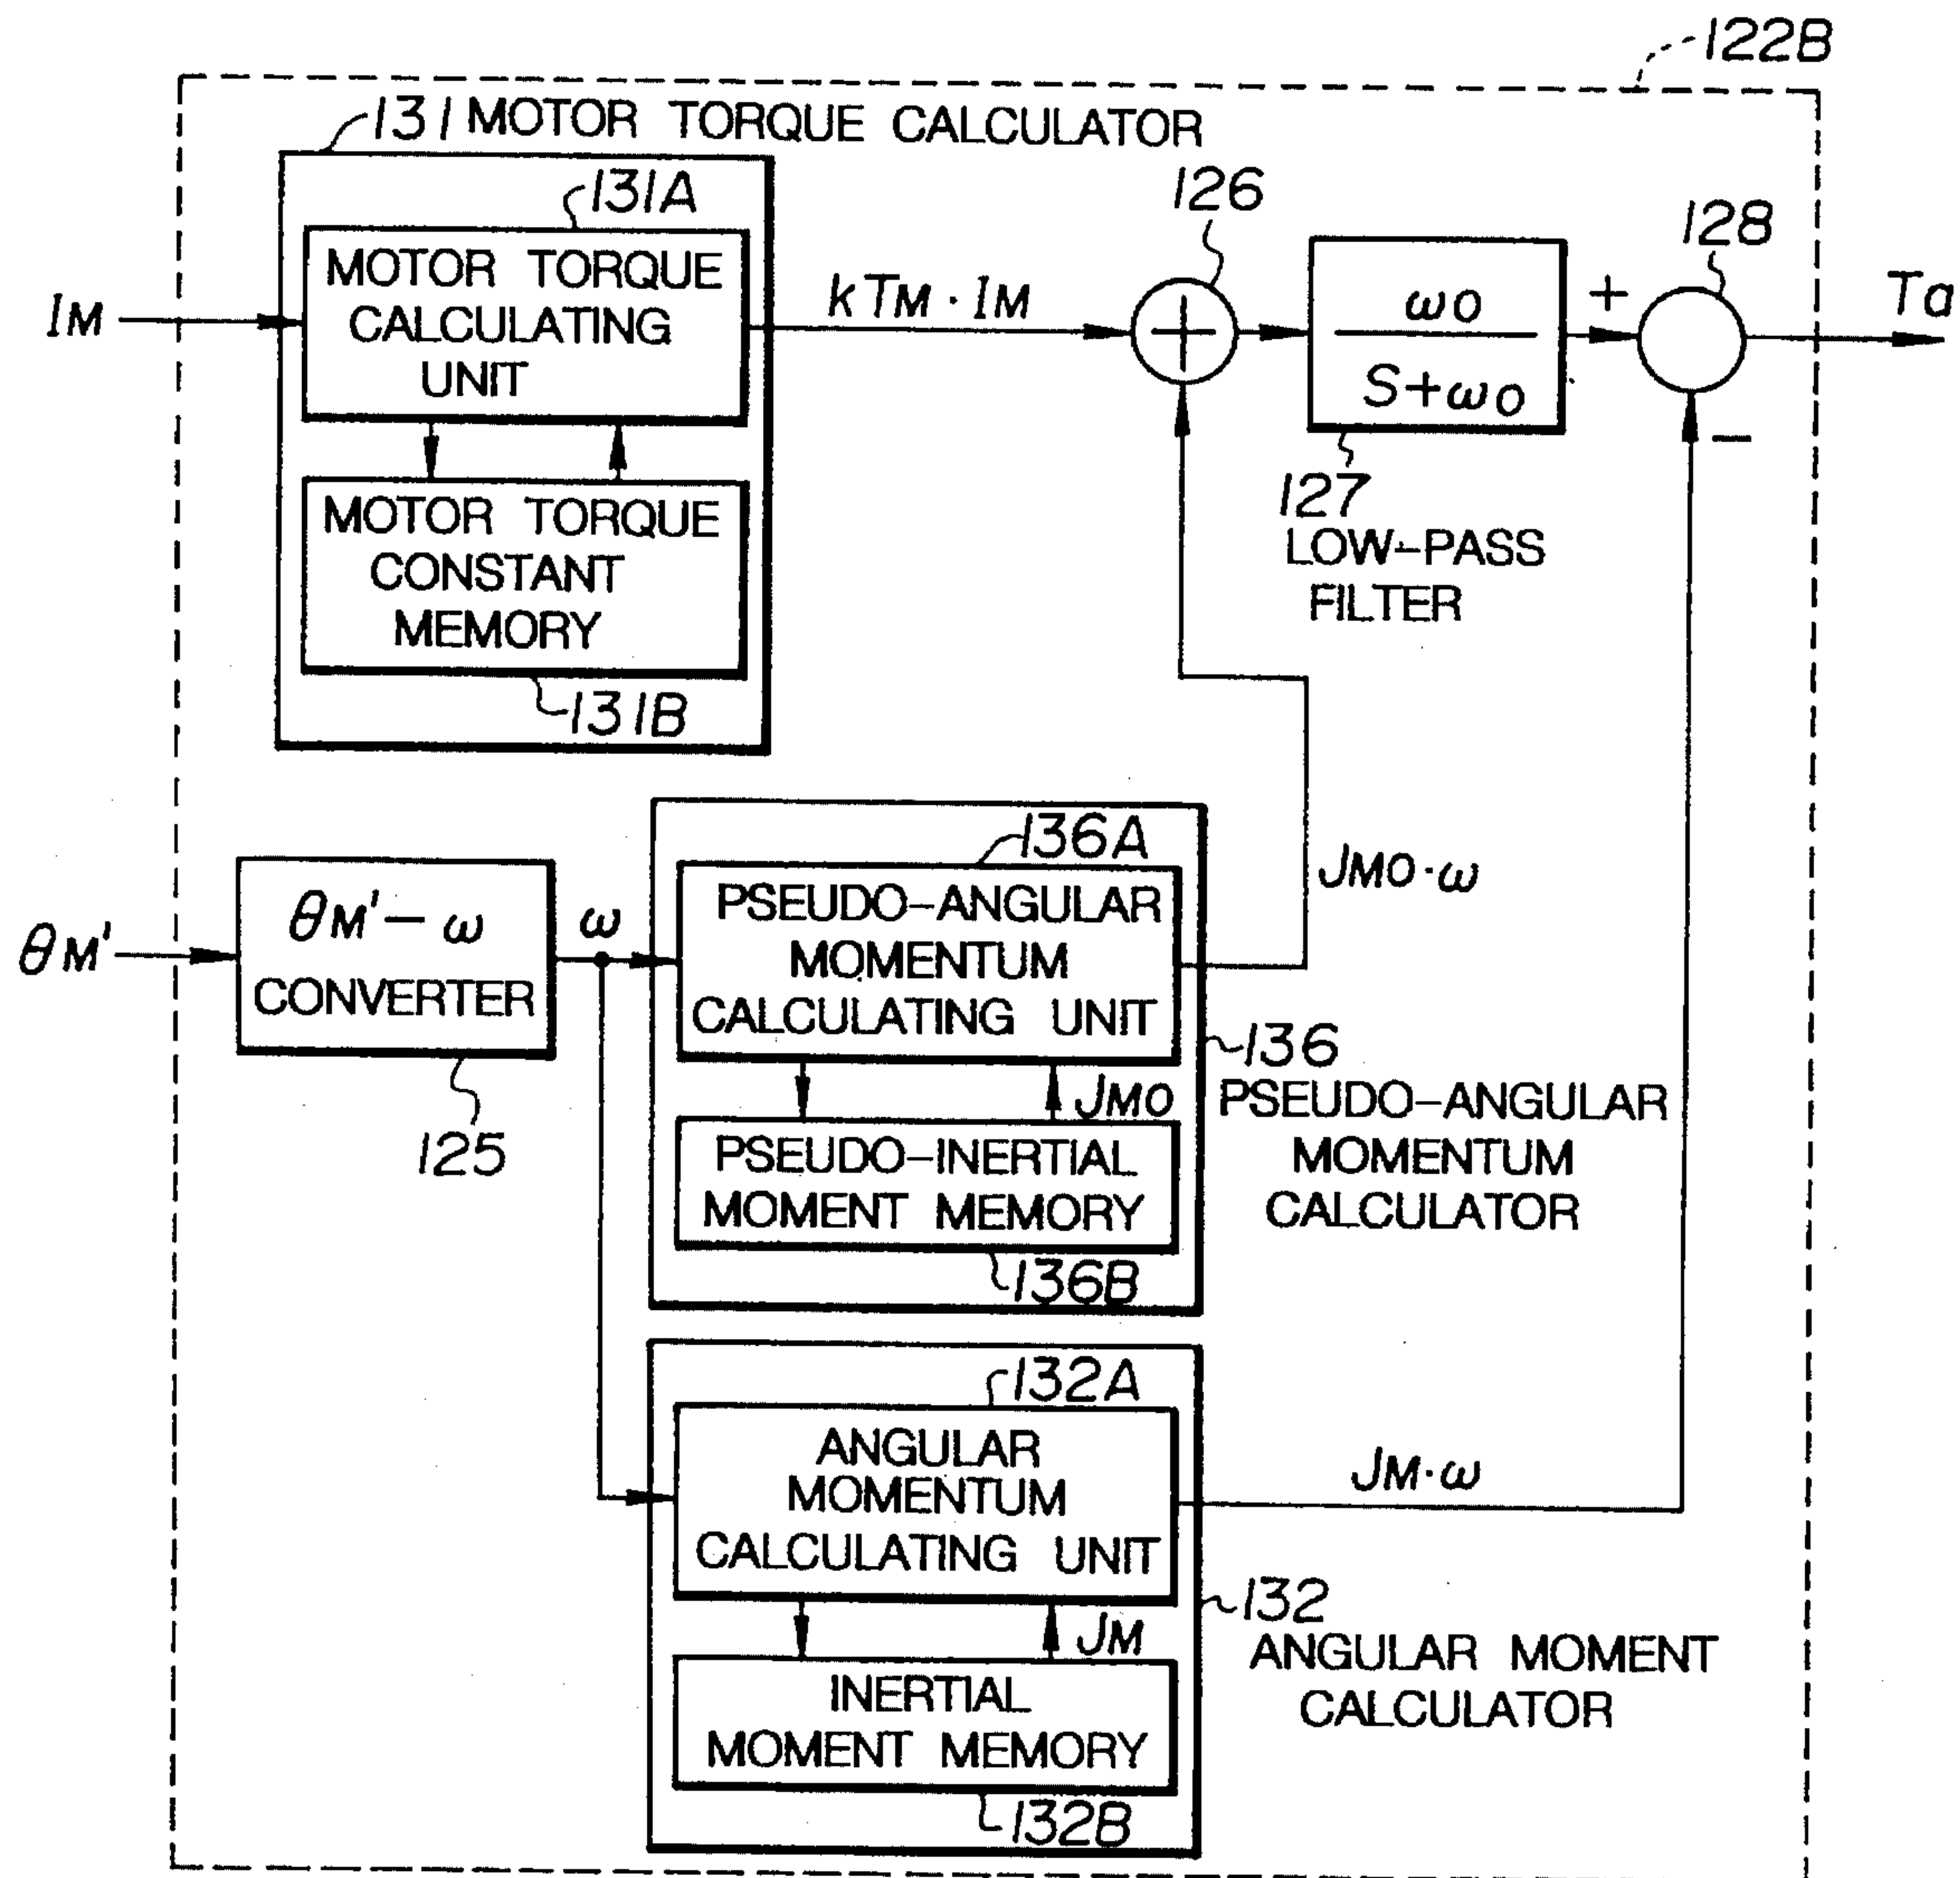 122B
131 MOTOR TORQUE CALCULATOR
131A
126
128
MOTOR TORQUE
CALCULATING
UNIT
IM
kTM · IM
ω0
S+ω0
+
−
Ta
MOTOR TORQUE
CONSTANT
MEMORY
131B
127
LOW-PASS
FILTER
136A
θM'
θM' − ω
CONVERTER
125
ω
PSEUDO-ANGULAR
MOMENTUM
CALCULATING UNIT
JMO·ω
JMO
136
PSEUDO-ANGULAR
MOMENTUM
CALCULATOR
PSEUDO-INERTIAL
MOMENT MEMORY
136B
132A
ANGULAR
MOMENTUM
CALCULATING UNIT
JM·ω
JM
132
ANGULAR MOMENT
CALCULATOR
INERTIAL
MOMENT MEMORY
132B